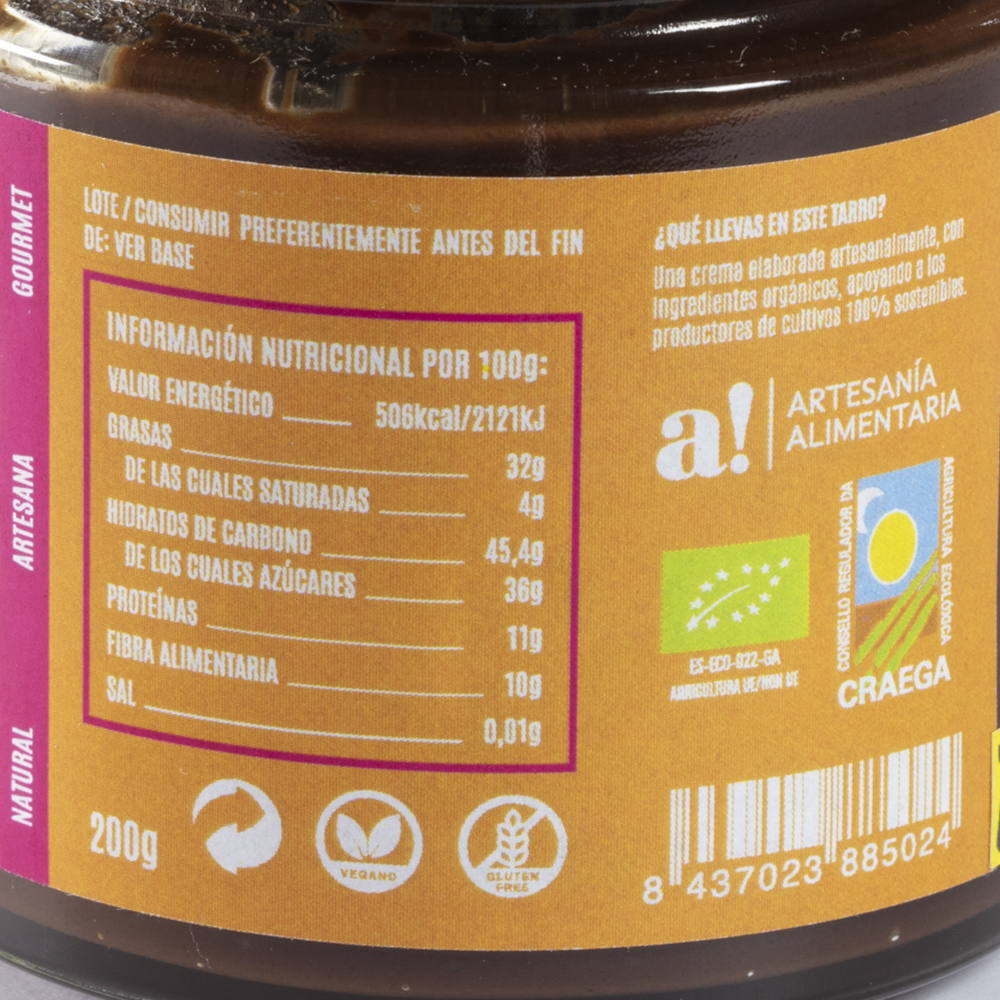 GOURMET
ARTESANA
NATURAL
LOTE / CONSUMIR PREFERENTEMENTE ANTES DEL FIN
DE: VER BASE
INFORMACIÓN NUTRICIONAL POR 100g:
VALOR ENERGÉTICO 506kcal/2121kJ
GRASAS 32g
DE LAS CUALES SATURADAS 4g
HIDRATOS DE CARBONO 45,4g
DE LOS CUALES AZÚCARES 36g
PROTEÍNAS 11g
FIBRA ALIMENTARIA 10g
SAL 0,01g
200g
VEGANO
GLUTEN
FREE
¿QUÉ LLEVAS EN ESTE TARRO?
Una crema elaborada artesanalmente, con
ingredientes orgánicos, apoyando a los
productores de cultivos 100% sostenibles.
a!
ARTESANÍA
ALIMENTARIA
ES-ECO-022-GA
AGRICULTURA UE/NON UE
CONSELLO REGULADOR DA
AGRICULTURA ECOLÓXICA
CRAEGA
8 437023 885024